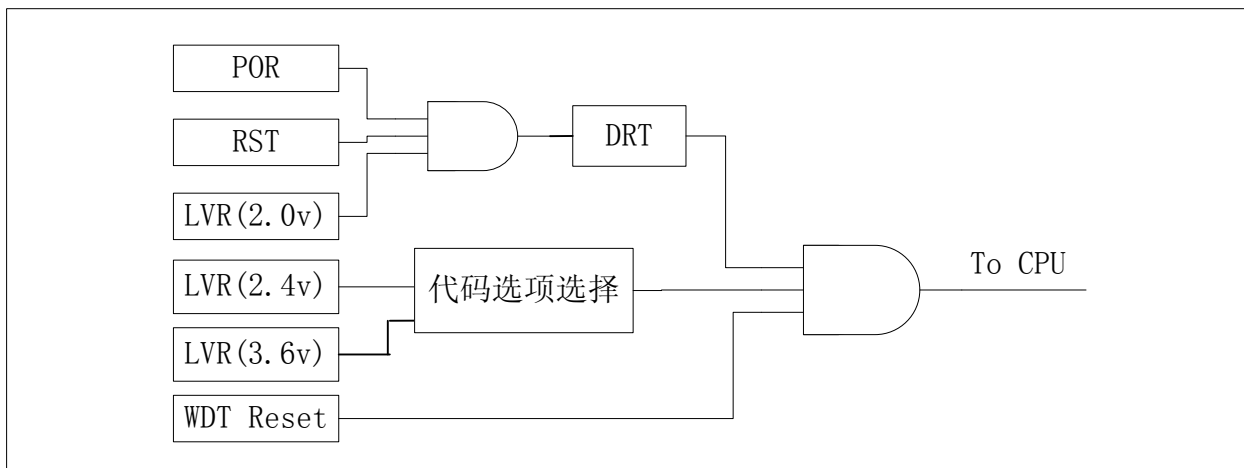 POR
RST
DRT
LVR(2.0v)
LVR(2.4v)
代码选项选择
To CPU
LVR(3.6v)
WDT Reset